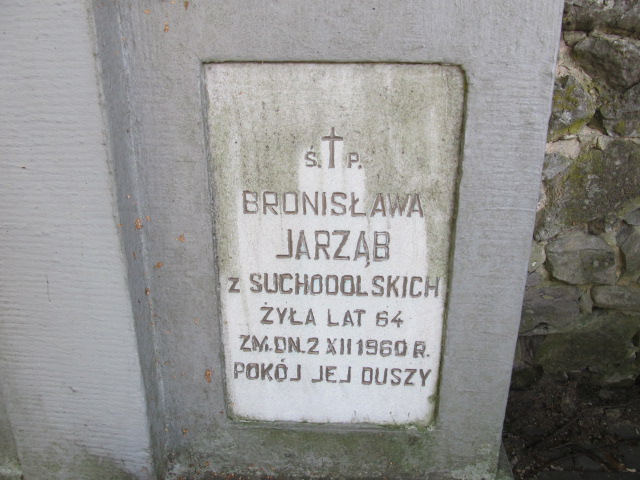 Ś. P.
BRONISŁAWA
JARZĄB
z SUCHODOLSKICH
ŻYŁA LAT 64
ZM. DN. 2 XII 1960 R.
POKÓJ JEJ DUSZY